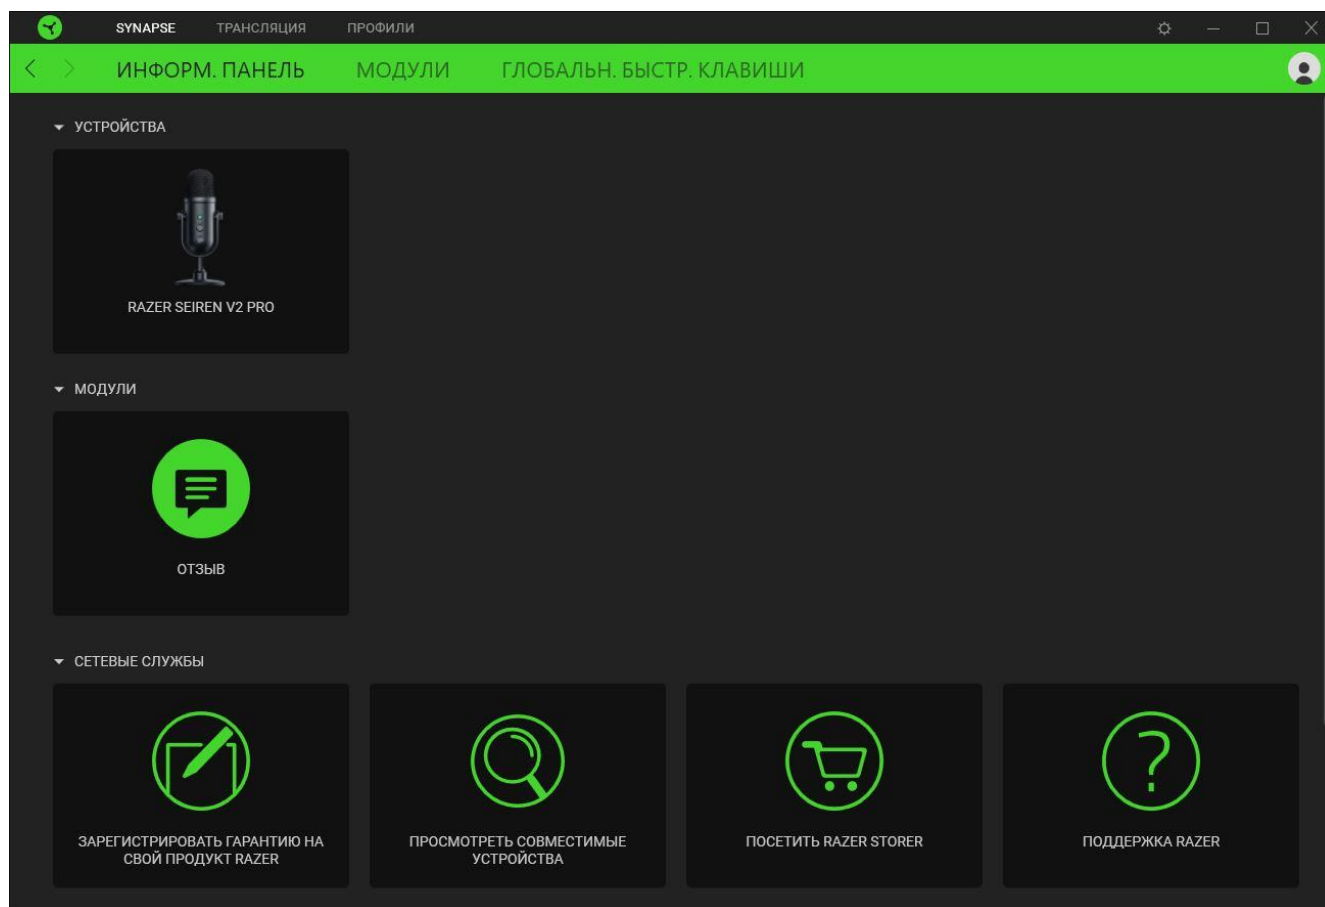 SYNAPSE ТРАНСЛЯЦИЯ ПРОФИЛИ
ИНФОРМ. ПАНЕЛЬ МОДУЛИ ГЛОБАЛЬН. БЫСТР. КЛАВИШИ
УСТРОЙСТВА
RAZER SEIREN V2 PRO
МОДУЛИ
ОТЗЫВ
СЕТЕВЫЕ СЛУЖБЫ
ЗАРЕГИСТРИРОВАТЬ ГАРАНТИЮ НА
СВОЙ ПРОДУКТ RAZER
ПРОСМОТРЕТЬ СОВМЕСТИМЫЕ
УСТРОЙСТВА
ПОСЕТИТЬ RAZER STORER
ПОДДЕРЖКА RAZER